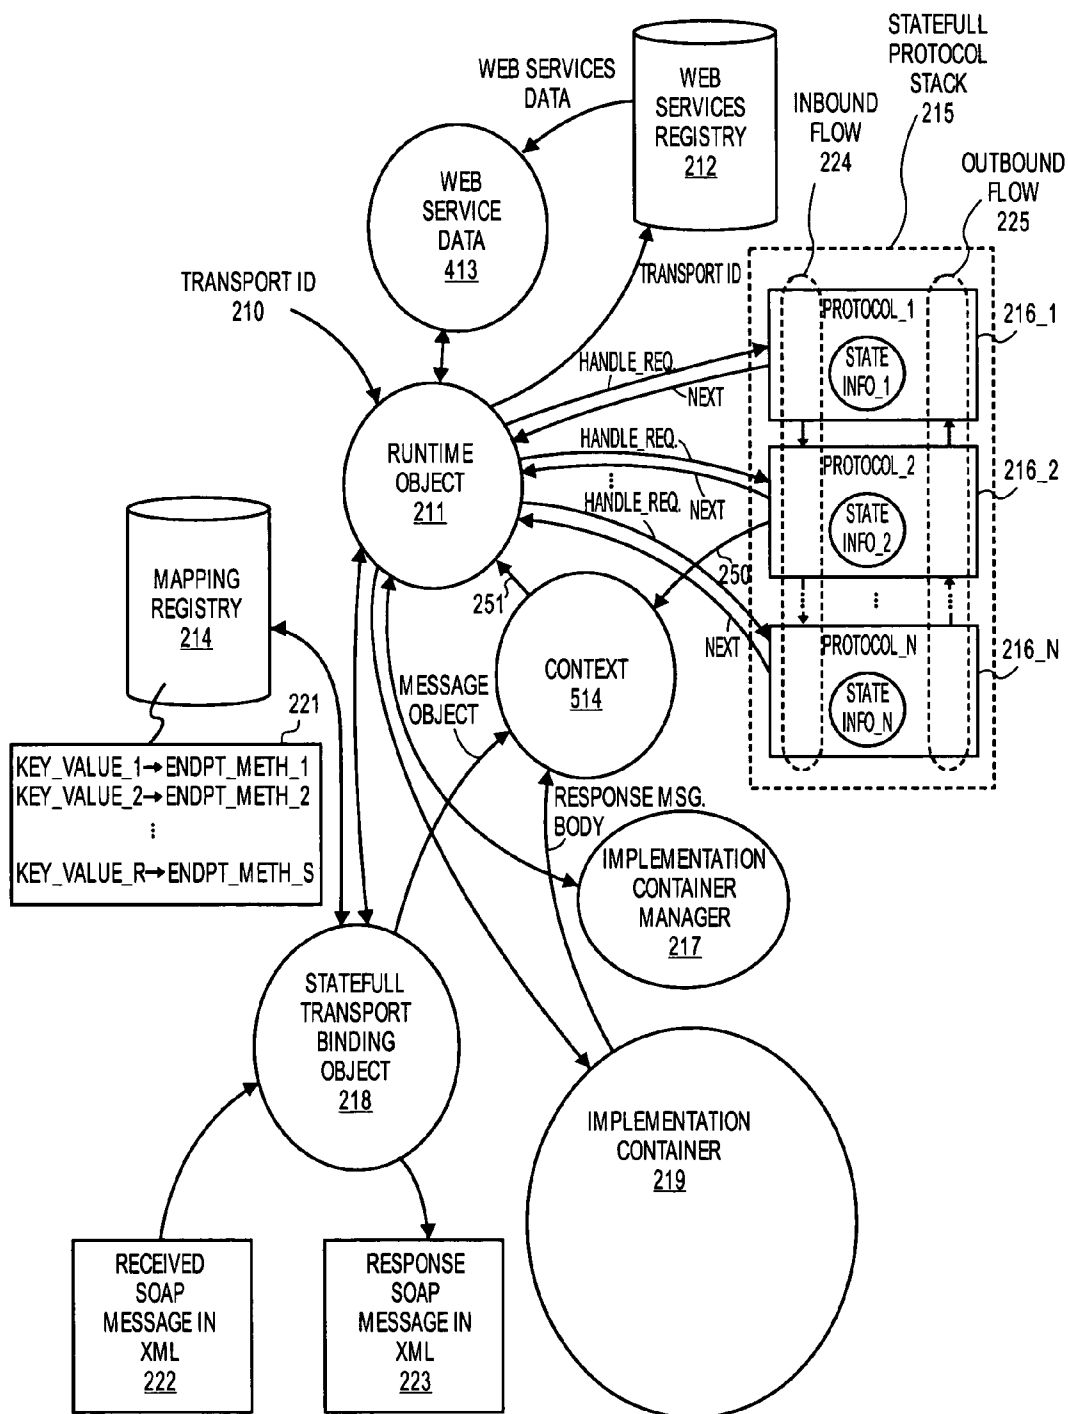 STATEFULL
PROTOCOL
STACK
215
WEB SERVICES
DATA
WEB
SERVICES
REGISTRY
212
INBOUND
FLOW
224
OUTBOUND
FLOW
225
WEB
SERVICE
DATA
413
TRANSPORT ID
210
TRANSPORT ID
PROTOCOL_1
STATE
INFO_1
216_1
HANDLE_REQ.
NEXT
RUNTIME
OBJECT
211
HANDLE_REQ.
NEXT
PROTOCOL_2
STATE
INFO_2
216_2
HANDLE_REQ.
NEXT
250
251
MAPPING
REGISTRY
214
PROTOCOL_N
STATE
INFO_N
216_N
CONTEXT
514
MESSAGE
OBJECT
221
KEY_VALUE_1→ENDPT_METH_1
KEY_VALUE_2→ENDPT_METH_2
⋮
KEY_VALUE_R→ENDPT_METH_S
RESPONSE MSG.
BODY
IMPLEMENTATION
CONTAINER
MANAGER
217
STATEFULL
TRANSPORT
BINDING
OBJECT
218
IMPLEMENTATION
CONTAINER
219
RECEIVED
SOAP
MESSAGE IN
XML
222
RESPONSE
SOAP
MESSAGE IN
XML
223